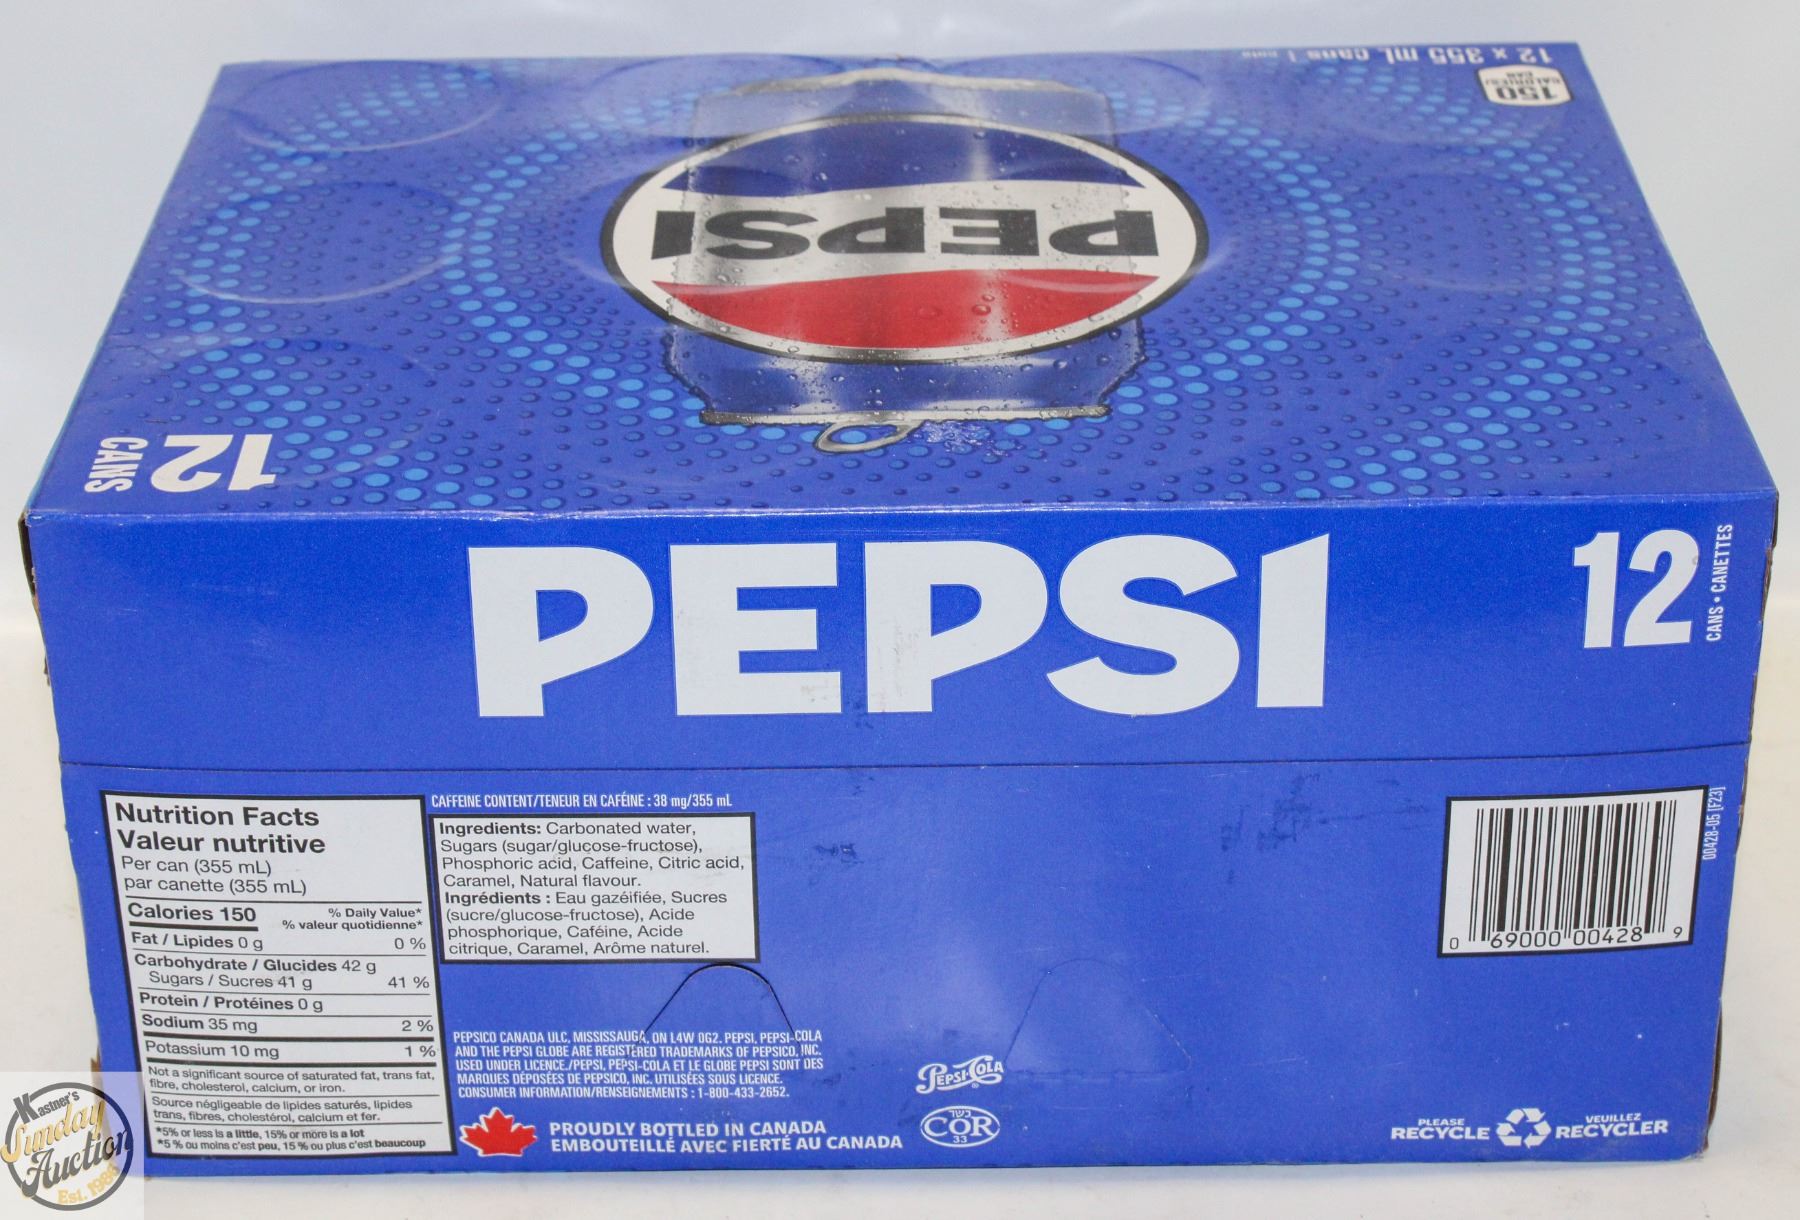 12 x 355 mL cans
150
CALORIES/
CAN
PEPSI
12
CANS
PEPSI
12
CANS • CANETTES
Nutrition Facts
Valeur nutritive
Per can (355 mL)
par canette (355 mL)
Calories 150
% Daily Value*
% valeur quotidienne*
Fat / Lipides 0 g 0 %
Carbohydrate / Glucides 42 g
Sugars / Sucres 41 g 41 %
Protein / Protéines 0 g
Sodium 35 mg 2 %
Potassium 10 mg 1 %
Not a significant source of saturated fat, trans fat,
fibre, cholesterol, calcium, or iron.
Source négligeable de lipides saturés, lipides
trans, fibres, cholestérol, calcium et fer.
*5% or less is a little, 15% or more is a lot
*5 % ou moins c'est peu, 15 % ou plus c'est beaucoup
CAFFEINE CONTENT/TENEUR EN CAFÉINE : 38 mg/355 mL
Ingredients: Carbonated water,
Sugars (sugar/glucose-fructose),
Phosphoric acid, Caffeine, Citric acid,
Caramel, Natural flavour.
Ingrédients : Eau gazéifiée, Sucres
(sucre/glucose-fructose), Acide
phosphorique, Caféine, Acide
citrique, Caramel, Arôme naturel.
PEPSICO CANADA ULC, MISSISSAUGA, ON L4W 0G2. PEPSI, PEPSI-COLA
AND THE PEPSI GLOBE ARE REGISTERED TRADEMARKS OF PEPSICO, INC.
USED UNDER LICENCE./PEPSI, PEPSI-COLA ET LE GLOBE PEPSI SONT DES
MARQUES DÉPOSÉES DE PEPSICO, INC. UTILISÉES SOUS LICENCE.
CONSUMER INFORMATION/RENSEIGNEMENTS : 1-800-433-2652.
PROUDLY BOTTLED IN CANADA
EMBOUTEILLÉ AVEC FIERTÉ AU CANADA
PEPSI-COLA
®
כשר
COR
33
0 69000 00428 9
00428-05 [F23]
PLEASE
RECYCLE
VEUILLEZ
RECYCLER
Kastner's
Sunday
Auction
Est. 1986